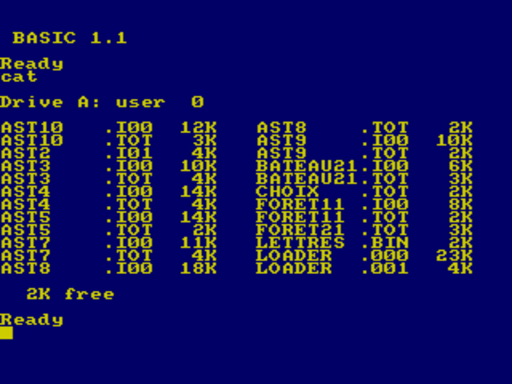 BASIC 1.1
Ready
cat
Drive A: user  0
AST10   .I00  12K   AST8    .TOT   2K
AST10   .TOT   3K   AST9    .I00  10K
AST2    .I01   4K   AST9    .TOT   2K
AST3    .I00  10K   BATEAU21.I00   6K
AST3    .TOT   4K   BATEAU21.TOT   3K
AST4    .I00  14K   CHOIX   .TOT   2K
AST4    .TOT   4K   FORET11 .I00   8K
AST5    .I00  14K   FORET11 .TOT   2K
AST5    .TOT   2K   FORET21 .TOT   3K
AST7    .I00  11K   LETTRES .BIN   2K
AST7    .TOT   4K   LOADER  .000  23K
AST8    .I00  18K   LOADER  .001   4K
2K free
Ready